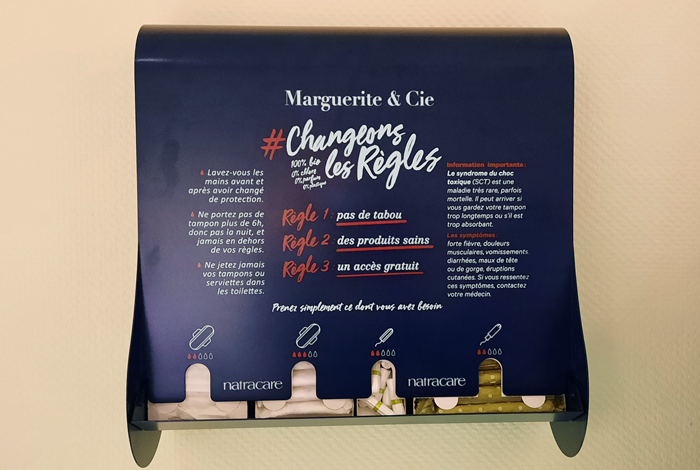 Marguerite & Cie
#Changeons
les Règles
100% bio
0% chlore
0% parfum
0% plastique
Lavez-vous les
mains avant et
après avoir changé
de protection.
Ne portez pas de
tampon plus de 6h,
donc pas la nuit, et
jamais en dehors
de vos règles.
Ne jetez jamais
vos tampons ou
serviettes dans
les toilettes.
Règle 1 : pas de tabou
Règle 2 : des produits sains
Règle 3 : un accès gratuit
Information importante :
Le syndrome du choc
toxique (SCT) est une
maladie très rare, parfois
mortelle. Il peut arriver si
vous gardez votre tampon
trop longtemps ou s'il est
trop absorbant.
Les symptômes :
forte fièvre, douleurs
musculaires, vomissements
diarrhées, maux de tête
ou de gorge, éruptions
cutanées. Si vous ressentez
ces symptômes, contactez
votre médecin.
Prenez simplement ce dont vous avez besoin
natracare
natracare